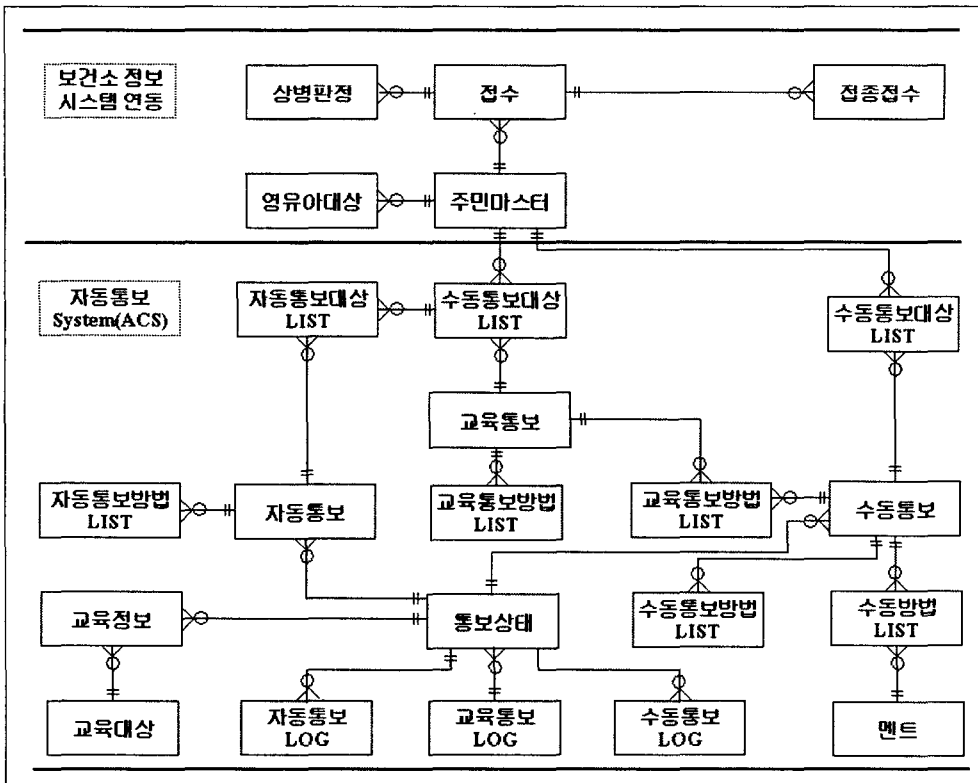 보건소 정보
시스템 연동
상병판정
접수
접종접수
영유아대상
주민마스터
자동통보
System(ACS)
자동통보대상
LIST
수동통보대상
LIST
수동통보대상
LIST
교육통보
자동통보방법
LIST
자동통보
교육통보방법
LIST
교육통보방법
LIST
수동통보
교육정보
통보상태
수동통보방법
LIST
수동방법
LIST
교육대상
자동통보
LOG
교육통보
LOG
수동통보
LOG
멘트